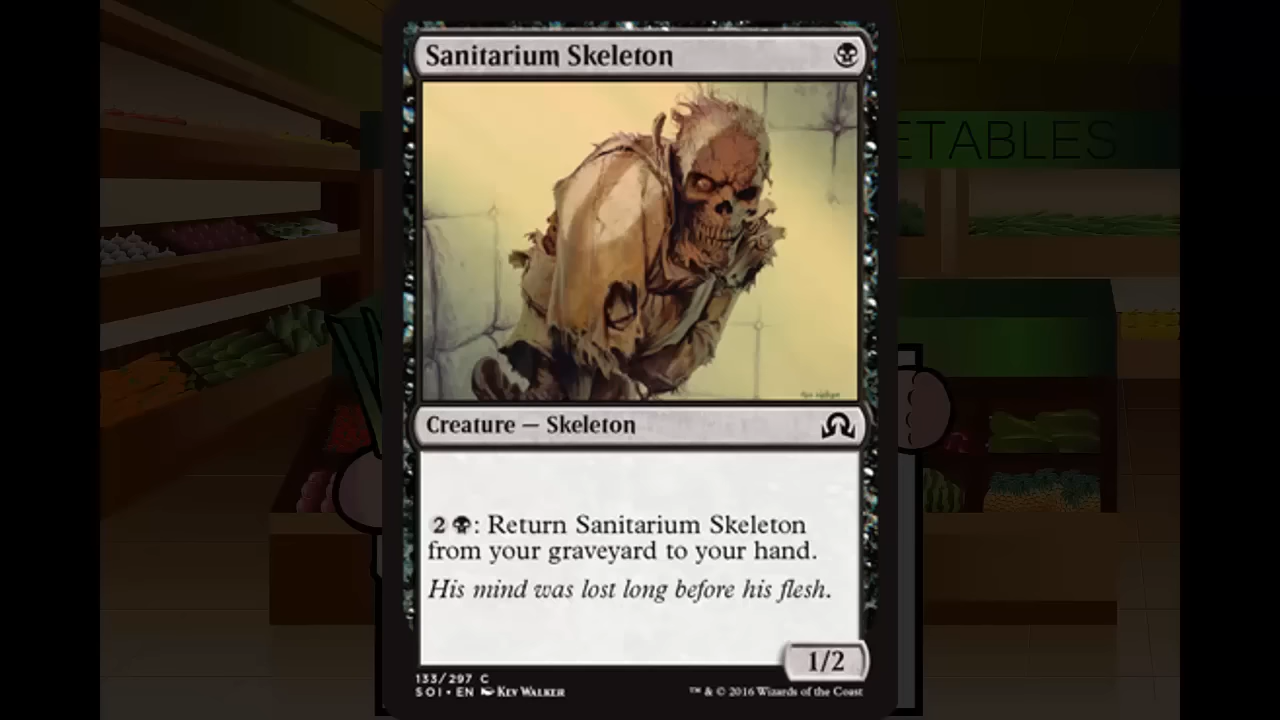 Sanitarium Skeleton
ETABLES
Creature — Skeleton
2 : Return Sanitarium Skeleton
from your graveyard to your hand.
His mind was lost long before his flesh.
1/2
133/297 C
SOI • EN Kev Walker
™ & © 2016 Wizards of the Coast